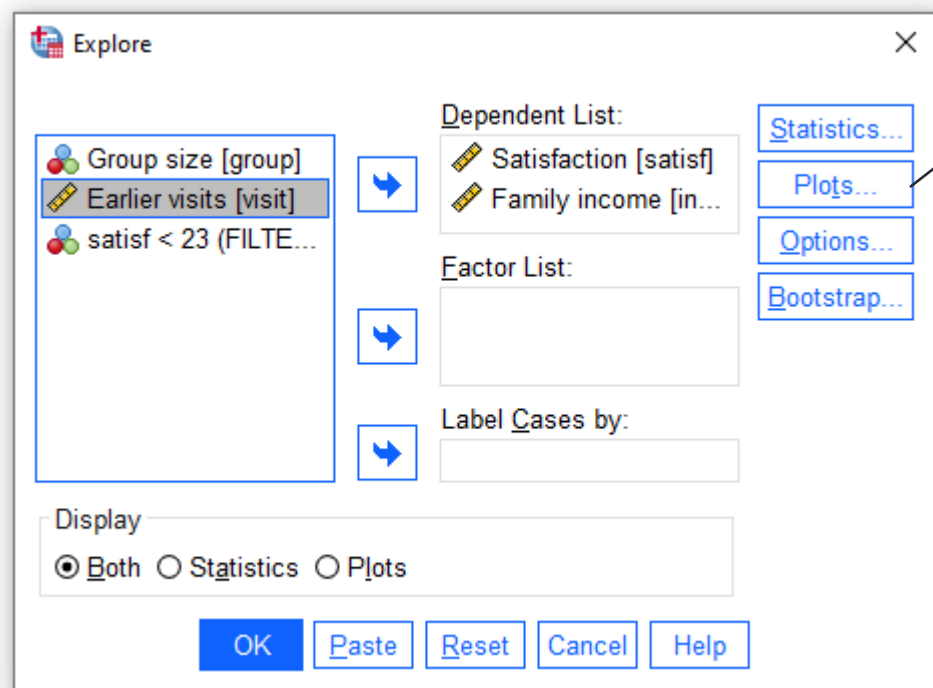 Explore
Group size [group]
Earlier visits [visit]
satisf < 23 (FILTE...
Dependent List:
Satisfaction [satisf]
Family income [in...
Factor List:
Label Cases by:
Statistics...
Plots...
Options...
Bootstrap...
Display
Both Statistics Plots
OK Paste Reset Cancel Help